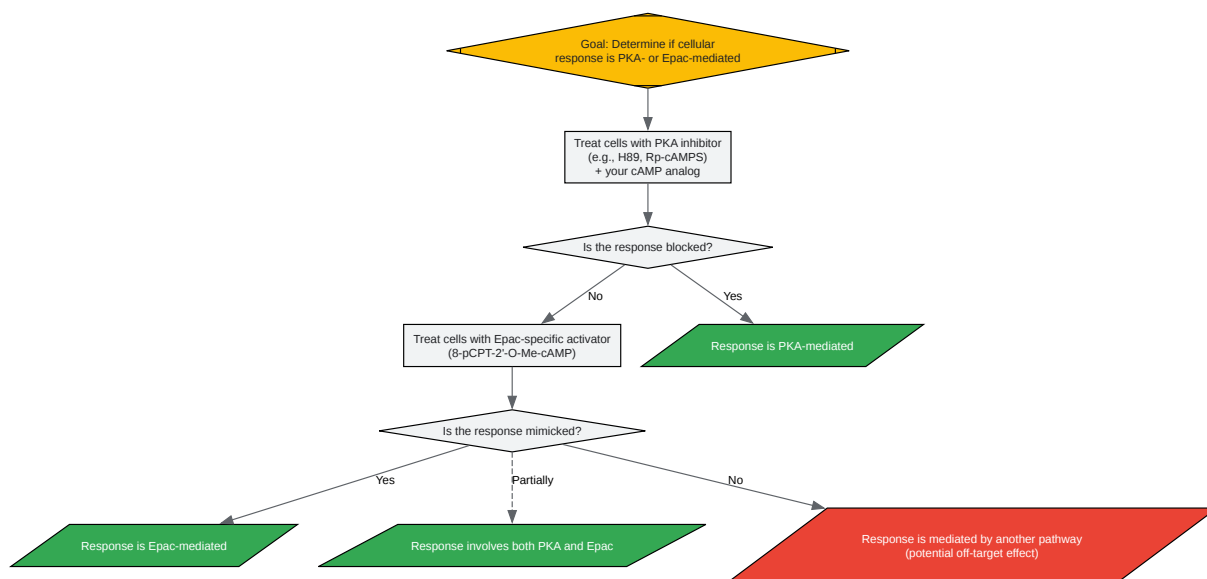 Goal: Determine if cellular
response is PKA- or Epac-mediated
Treat cells with PKA inhibitor
(e.g., H89, Rp-cAMPS)
+ your cAMP analog
Is the response blocked?
No
Yes
Treat cells with Epac-specific activator
(8-pCPT-2'-O-Me-cAMP)
Response is PKA-mediated
Is the response mimicked?
Yes
Partially
No
Response is Epac-mediated
Response involves both PKA and Epac
Response is mediated by another pathway
(potential off-target effect)